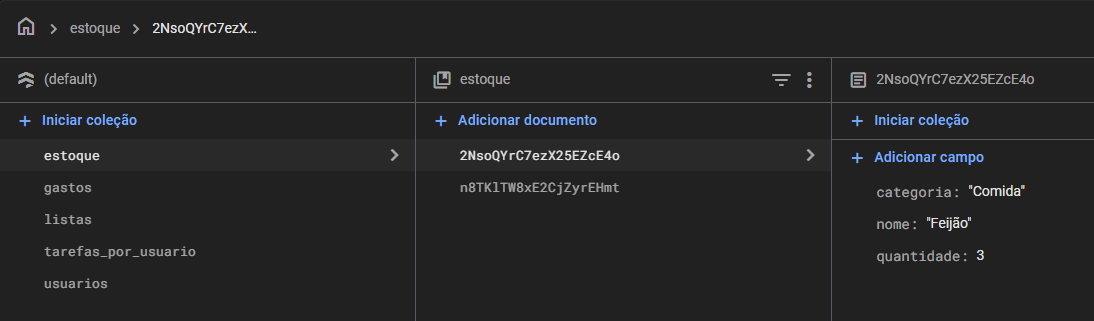 estoque > 2NsoQYrC7ezX...
(default)
+ Iniciar coleção
estoque
gastos
listas
tarefas_por_usuario
usuarios
estoque
+ Adicionar documento
2NsoQYrC7ezX25EZcE4o
n8TKlTW8xE2CjZyrEHmt
2NsoQYrC7ezX25EZcE4o
+ Iniciar coleção
+ Adicionar campo
categoria: "Comida"
nome: "Feijão"
quantidade: 3